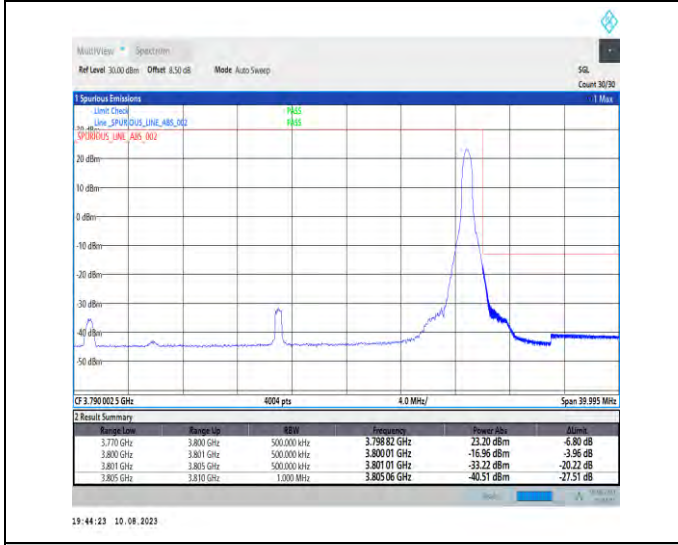 MultiView Spectrum
Ref Level 30.00 dBm Offset 8.50 dB Mode Auto Sweep SGL
Count 30/30
1 Spurious Emissions 1 Max
Limit Check PASS
Line _SPURIOUS_LINE_ABS_002 PASS
_SPURIOUS_LINE_ABS_002
20 dBm
10 dBm
0 dBm
-10 dBm
-20 dBm
-30 dBm
-40 dBm
-50 dBm
CF 3.790 002 5 GHz 4004 pts 4.0 MHz/ Span 39.995 MHz
2 Result Summary
Range Low Range Up RBW Frequency Power Abs ΔLimit
3.770 GHz 3.800 GHz 500.000 kHz 3.798 82 GHz 23.20 dBm -6.80 dB
3.800 GHz 3.801 GHz 500.000 kHz 3.800 01 GHz -16.96 dBm -3.96 dB
3.801 GHz 3.805 GHz 500.000 kHz 3.801 01 GHz -33.22 dBm -20.22 dB
3.805 GHz 3.810 GHz 1.000 MHz 3.805 06 GHz -40.51 dBm -27.51 dB
19:44:23 10.08.2023